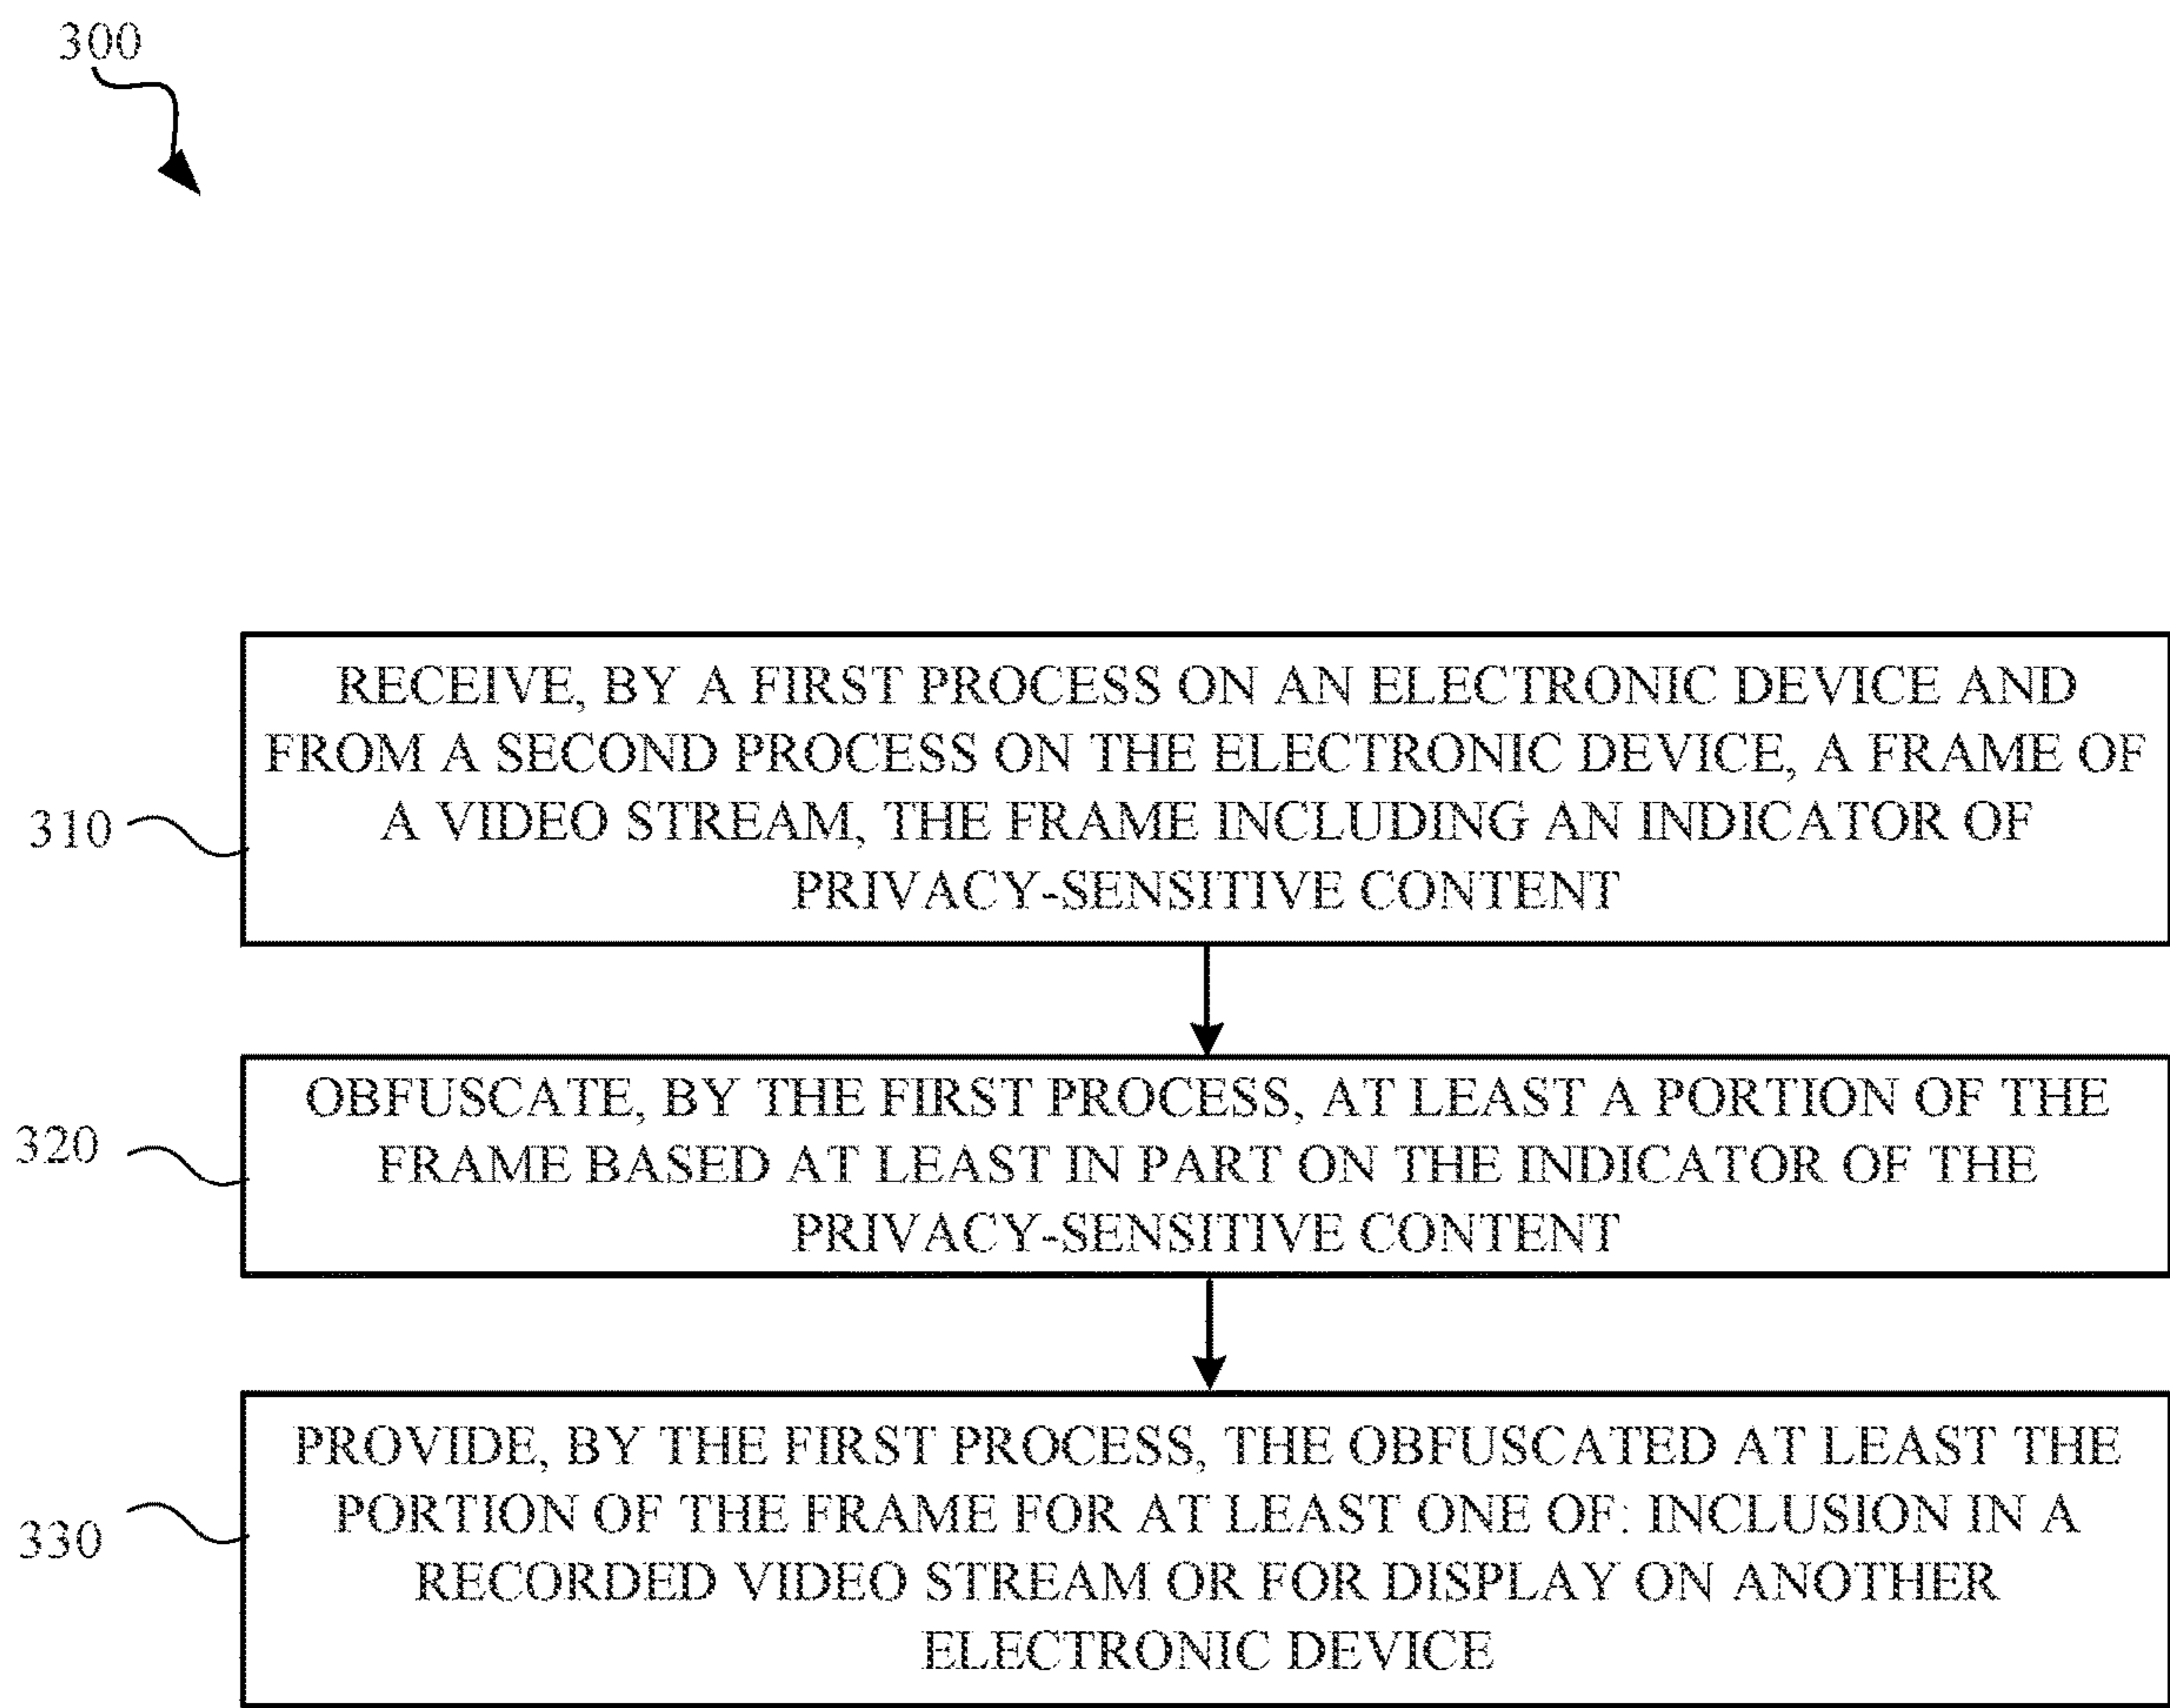 300
RECEIVE, BY A FIRST PROCESS ON AN ELECTRONIC DEVICE AND
FROM A SECOND PROCESS ON THE ELECTRONIC DEVICE, A FRAME OF
A VIDEO STREAM, THE FRAME INCLUDING AN INDICATOR OF
PRIVACY-SENSITIVE CONTENT
310
OBFUSCATE, BY THE FIRST PROCESS, AT LEAST A PORTION OF THE
FRAME BASED AT LEAST IN PART ON THE INDICATOR OF THE
PRIVACY-SENSITIVE CONTENT
320
PROVIDE, BY THE FIRST PROCESS, THE OBFUSCATED AT LEAST THE
PORTION OF THE FRAME FOR AT LEAST ONE OF: INCLUSION IN A
RECORDED VIDEO STREAM OR FOR DISPLAY ON ANOTHER
ELECTRONIC DEVICE
330